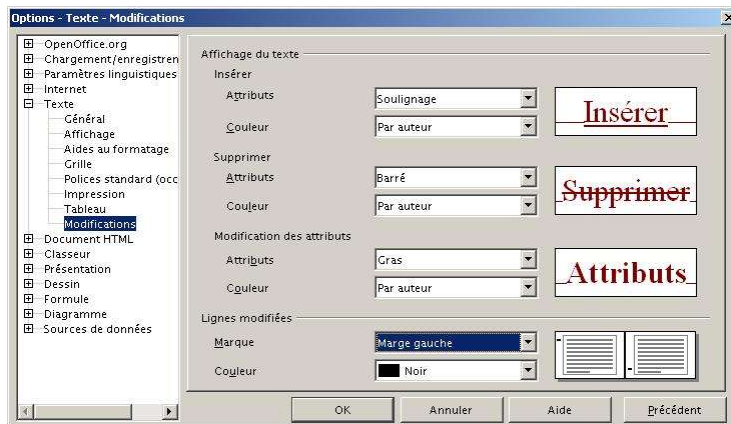 Options - Texte - Modifications
OpenOffice.org
Chargement/enregistren
Paramètres linguistiques
Internet
Texte
Général
Affichage
Aides au formatage
Grille
Polices standard (occ
Impression
Tableau
Modifications
Document HTML
Classeur
Présentation
Dessin
Formule
Diagramme
Sources de données
Affichage du texte
Insérer
Attributs Soulignage
Couleur Par auteur
Insérer
Supprimer
Attributs Barré
Couleur Par auteur
Supprimer
Modification des attributs
Attributs Gras
Couleur Par auteur
Attributs
Lignes modifiées
Marque Marge gauche
Couleur Noir
OK Annuler Aide Précédent